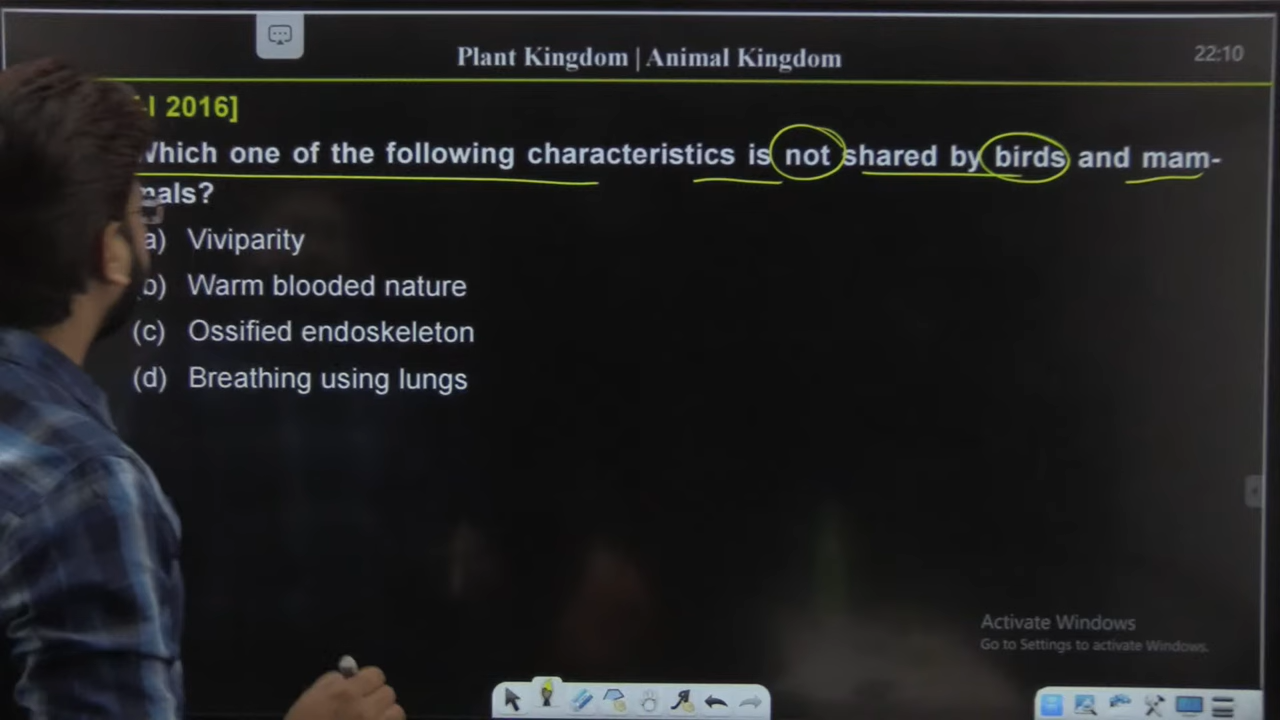 Plant Kingdom | Animal Kingdom
22:10
-I 2016]
Which one of the following characteristics is not shared by birds and mam-
mals?
a) Viviparity
b) Warm blooded nature
(c) Ossified endoskeleton
(d) Breathing using lungs
Activate Windows
Go to Settings to activate Windows.